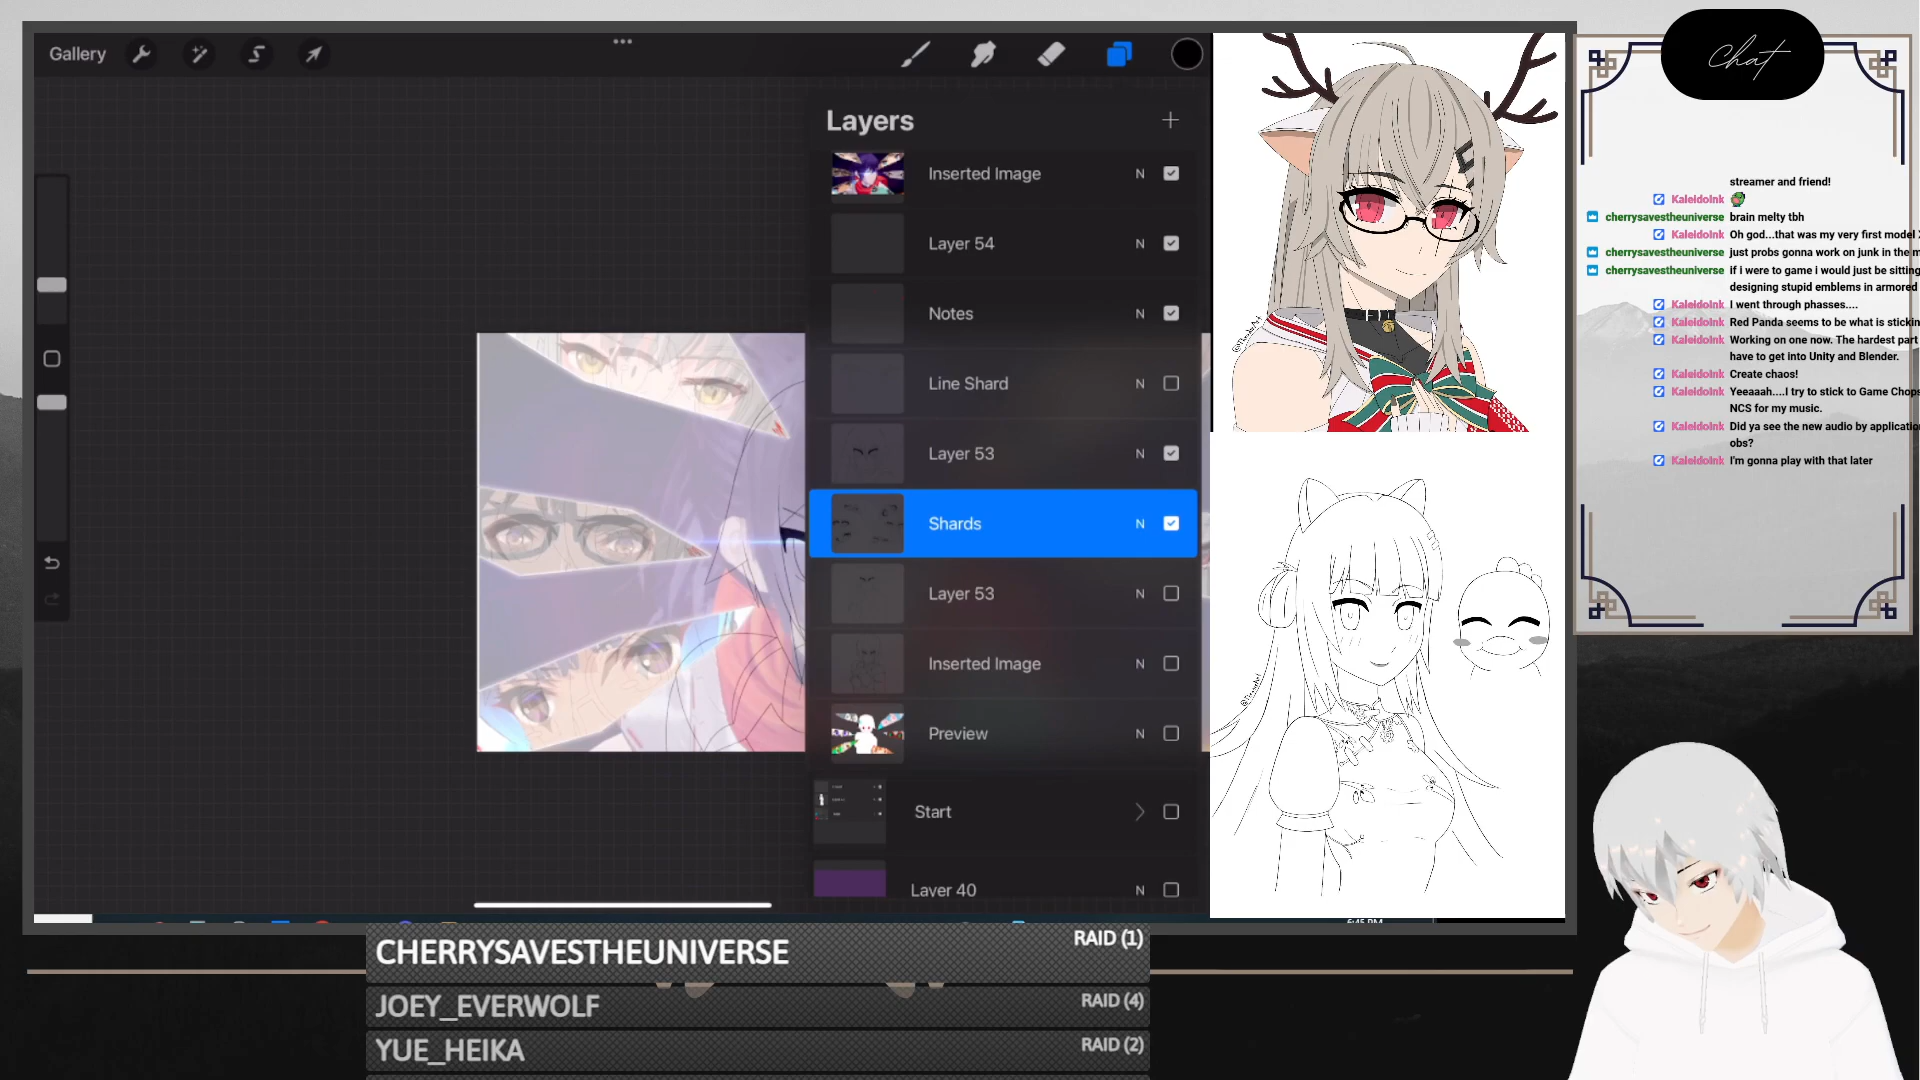 Gallery
Layers
Inserted Image N
Layer 54 N
Notes N
Line Shard N
Layer 53 N
Shards N
Layer 53 N
Inserted Image N
Preview N
Start
Layer 40 N
Chat
streamer and friend!
KaleidoInk
cherrysavestheuniverse brain melty tbh
KaleidoInk Oh god...that was my very first model
cherrysavestheuniverse just probs gonna work on junk in the
cherrysavestheuniverse if i were to game i would just be sitting
designing stupid emblems in armored
KaleidoInk I went through phasses....
KaleidoInk Red Panda seems to be what is
KaleidoInk Working on one now. The hardest part
have to get into Unity and Blender.
KaleidoInk Create chaos!
KaleidoInk Yeeaaah....I try to stick to Game
NCS for my music.
KaleidoInk Did ya see the new audio by
obs?
KaleidoInk I'm gonna play with that later
CHERRYSAVESTHEUNIVERSE RAID (1)
JOEY_EVERWOLF RAID (4)
YUE_HEIKA RAID (2)